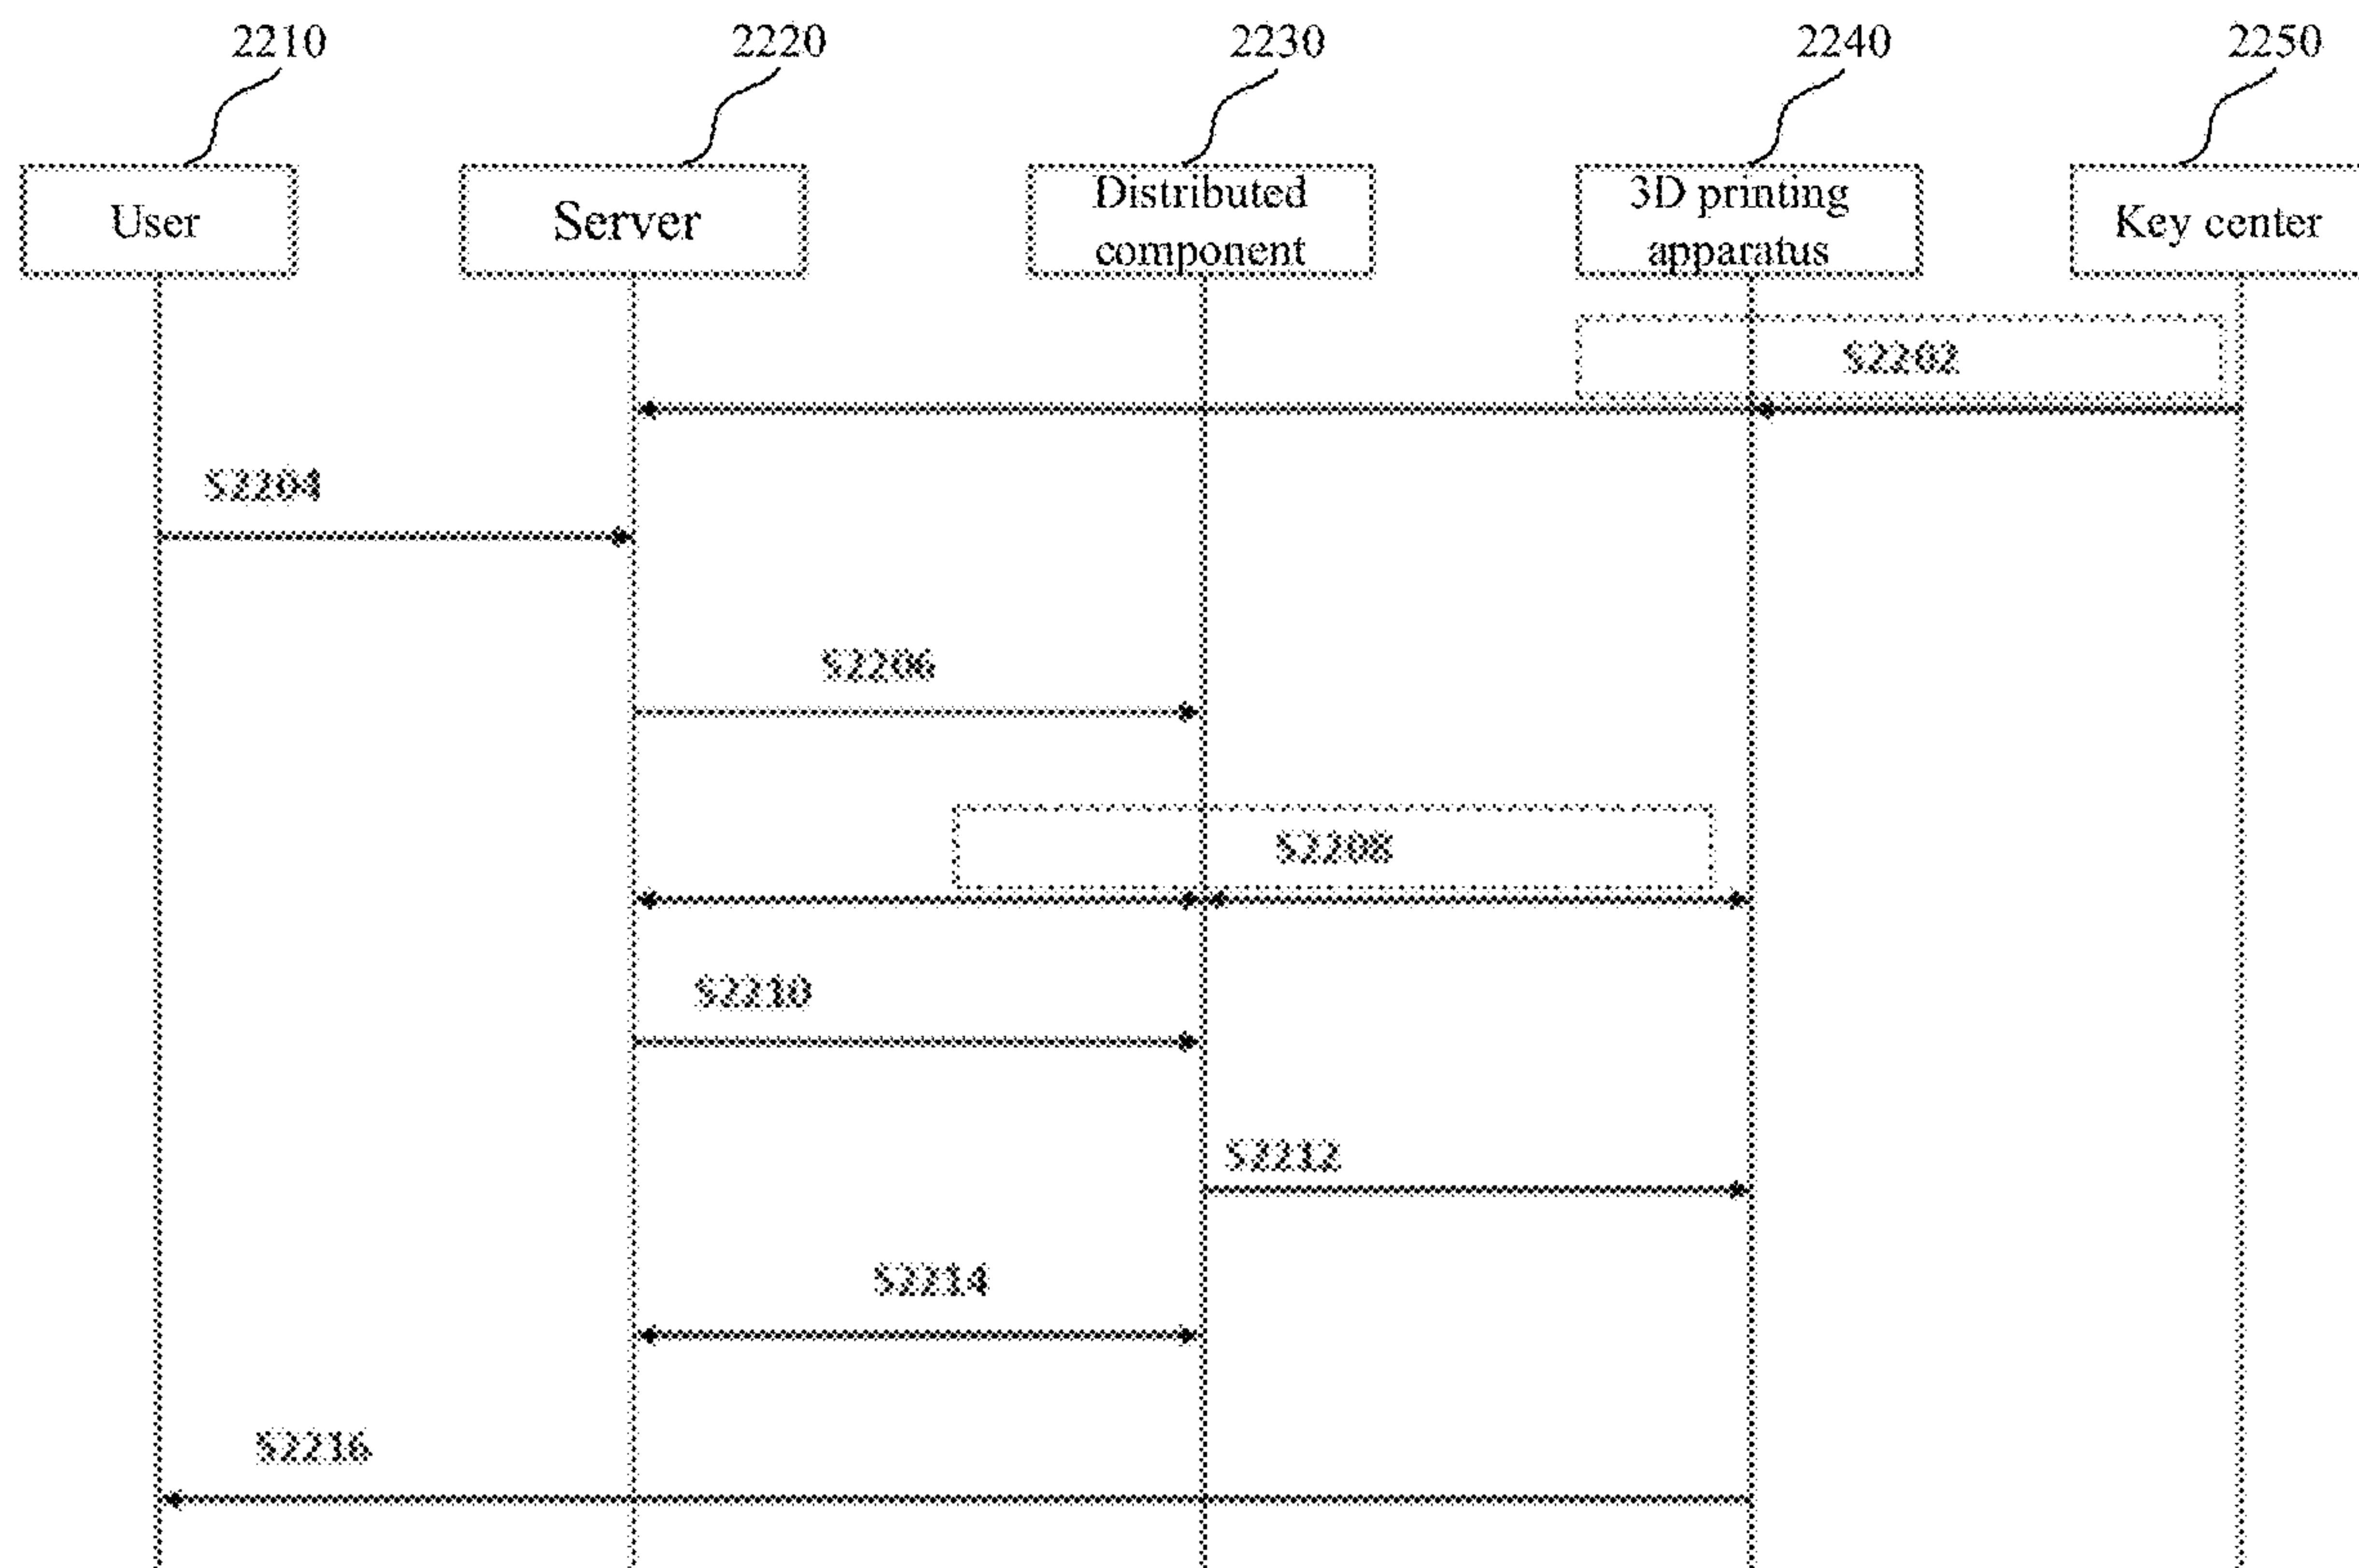 2210
2220
2230
2240
2250
User
Server
Distributed
component
3D printing
apparatus
Key center
S2202
S2204
S2206
S2208
S2210
S2212
S2214
S2216